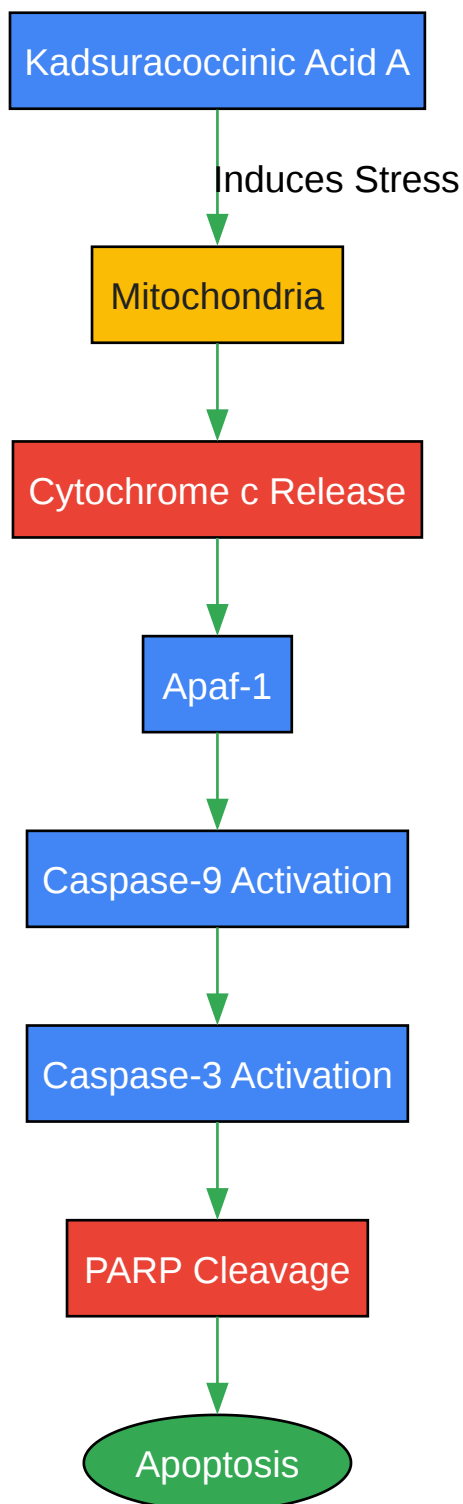 Kadsuracoccinic Acid A
Induces Stress
Mitochondria
Cytochrome c Release
Apaf-1
Caspase-9 Activation
Caspase-3 Activation
PARP Cleavage
Apoptosis